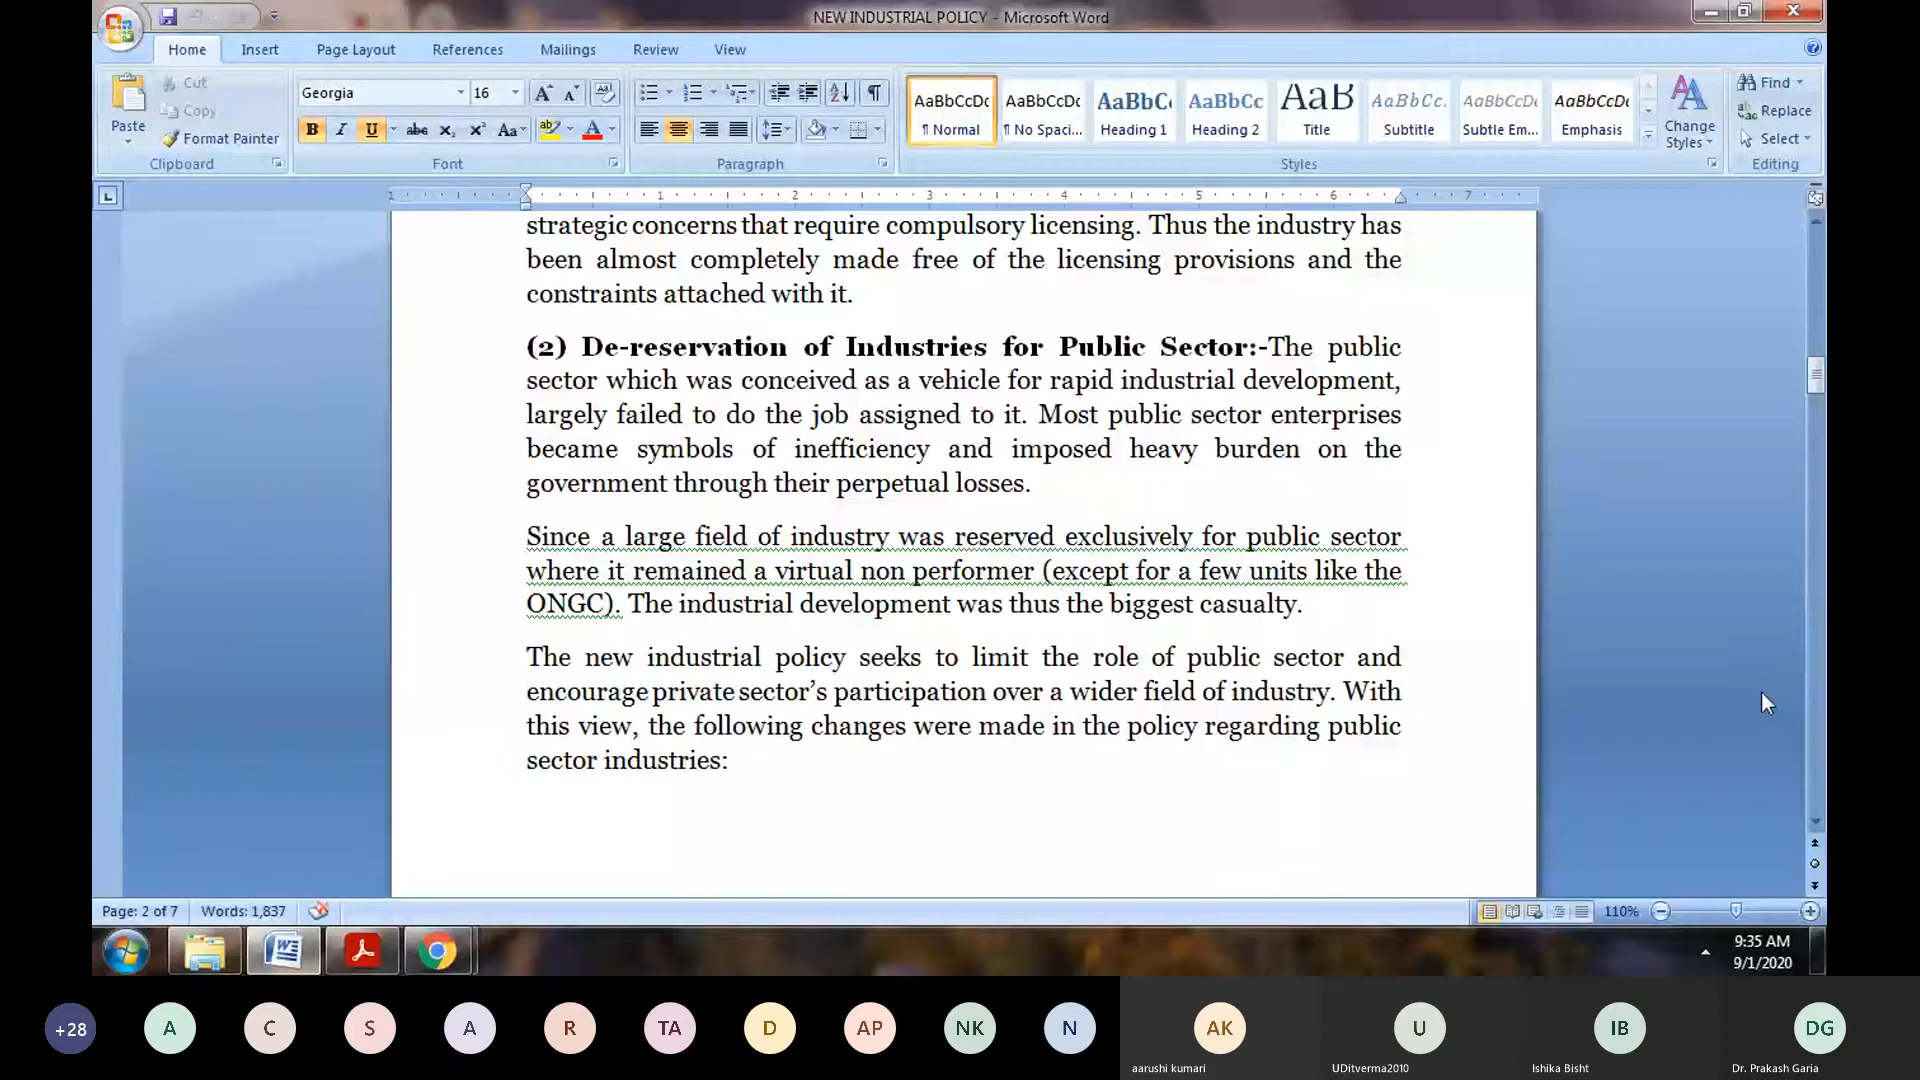 NEW INDUSTRIAL POLICY - Microsoft Word
Home Insert Page Layout References Mailings Review View
Paste
Cut
Copy
Format Painter
Clipboard
Georgia 16
Font
Paragraph
AaBbCcDc AaBbCcDc AaBbC AaBbCc AaB AaBbCc. AaBbCcDc AaBbCcDc
¶ Normal ¶ No Spaci... Heading 1 Heading 2 Title Subtitle Subtle Em... Emphasis
Change
Styles
Styles
Find
Replace
Select
Editing
1 1 2 3 4 5 6 7
strategic concerns that require compulsory licensing. Thus the industry has
been almost completely made free of the licensing provisions and the
constraints attached with it.
(2) De-reservation of Industries for Public Sector:-The public
sector which was conceived as a vehicle for rapid industrial development,
largely failed to do the job assigned to it. Most public sector enterprises
became symbols of inefficiency and imposed heavy burden on the
government through their perpetual losses.
Since a large field of industry was reserved exclusively for public sector
where it remained a virtual non performer (except for a few units like the
ONGC). The industrial development was thus the biggest casualty.
The new industrial policy seeks to limit the role of public sector and
encourage private sector’s participation over a wider field of industry. With
this view, the following changes were made in the policy regarding public
sector industries:
Page: 2 of 7 Words: 1,837 110%
9:35 AM
9/1/2020
+28 A C S A R TA D AP NK N AK U IB DG
aarushi kumari UDitverma2010 Ishika Bisht Dr. Prakash Garia